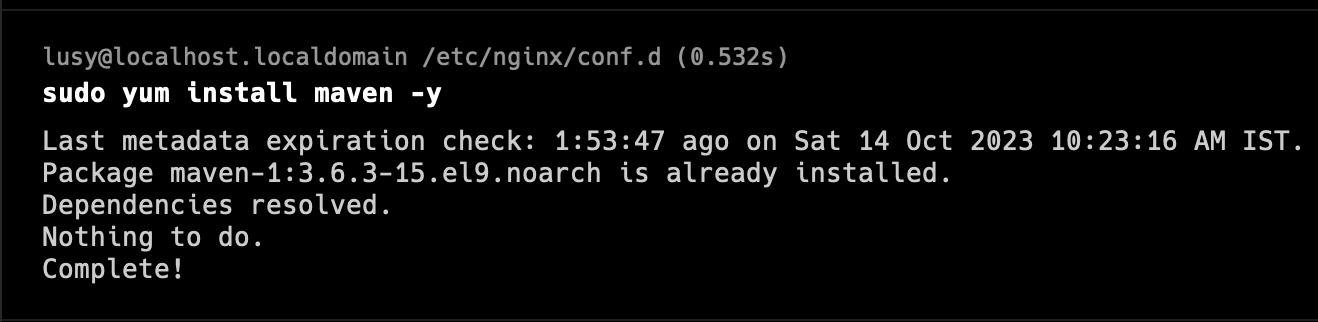 lusy@localhost.localdomain /etc/nginx/conf.d (0.532s)
sudo yum install maven -y
Last metadata expiration check: 1:53:47 ago on Sat 14 Oct 2023 10:23:16 AM IST.
Package maven-1:3.6.3-15.el9.noarch is already installed.
Dependencies resolved.
Nothing to do.
Complete!